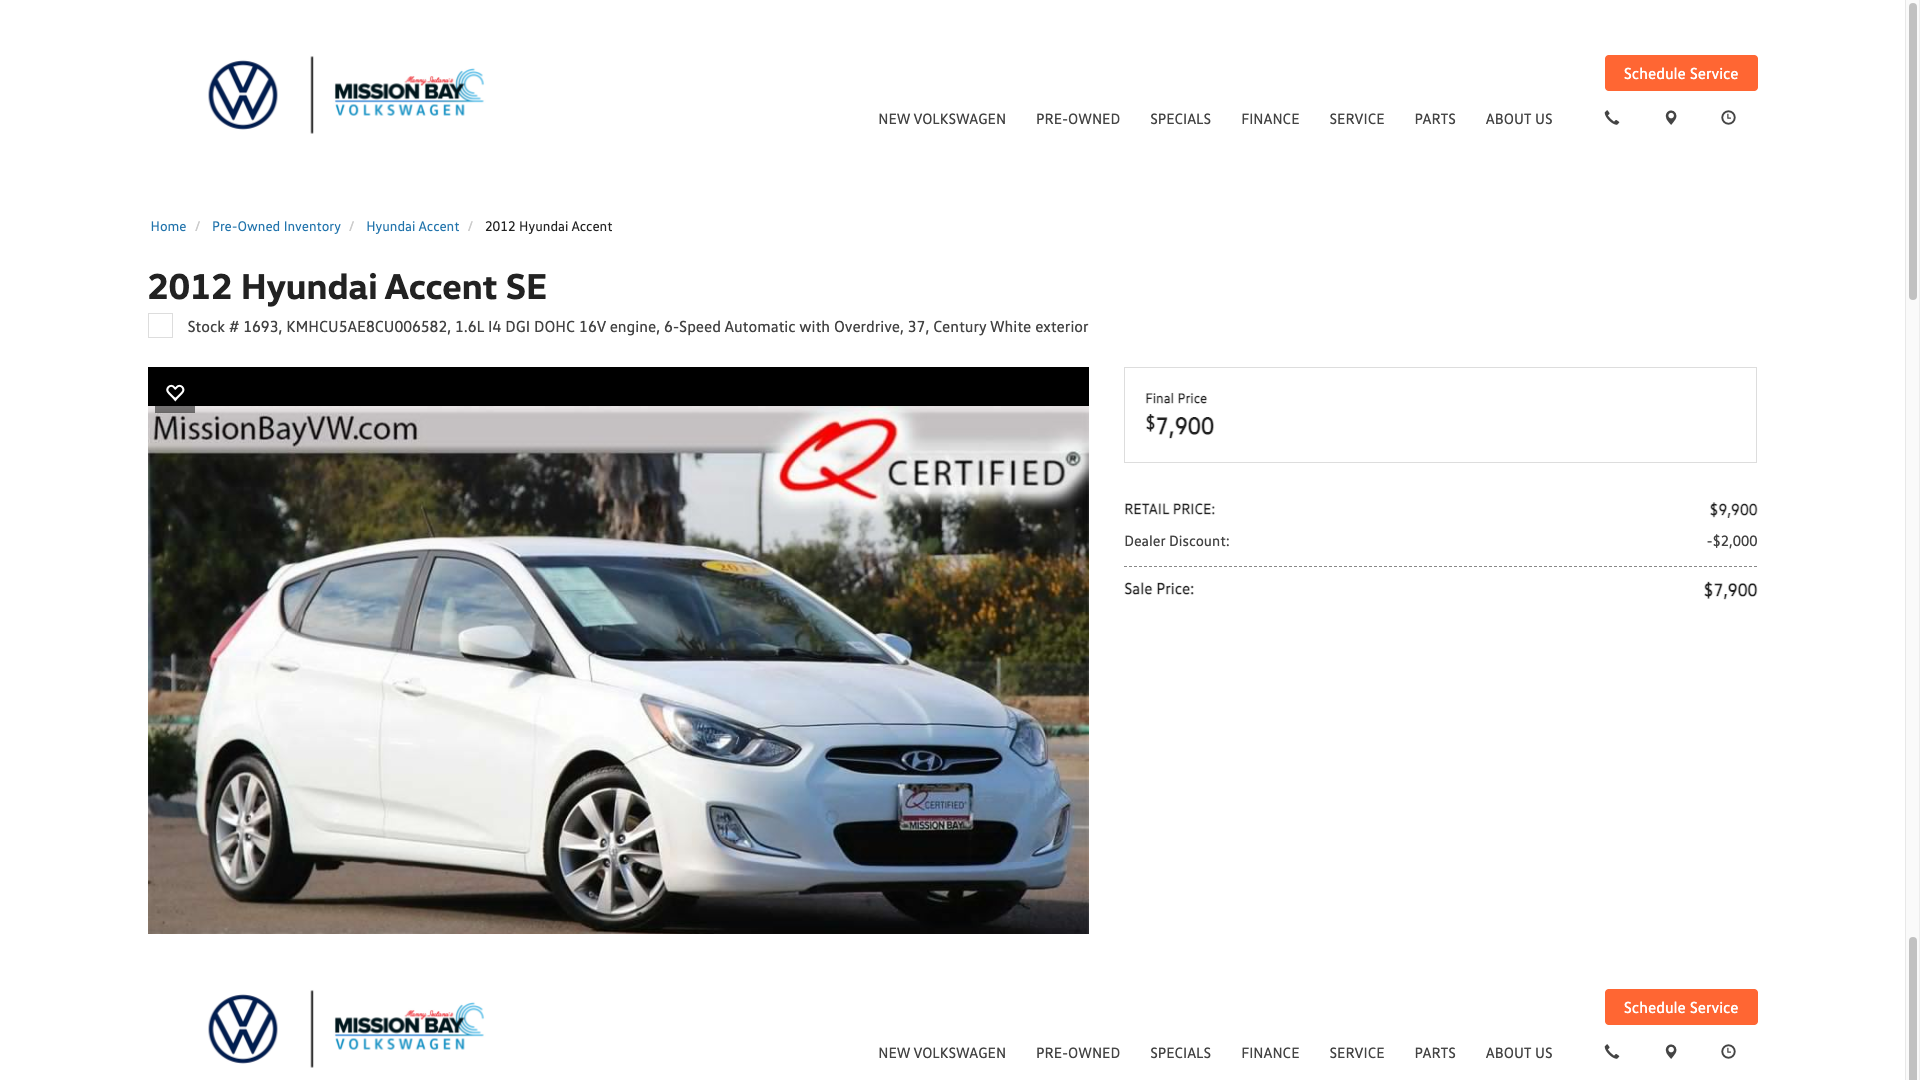 MISSION BAY
VOLKSWAGEN
Schedule Service
NEW VOLKSWAGEN PRE-OWNED SPECIALS FINANCE SERVICE PARTS ABOUT US
Home / Pre-Owned Inventory / Hyundai Accent / 2012 Hyundai Accent
2012 Hyundai Accent SE
Stock # 1693, KMHCU5AE8CU006582, 1.6L I4 DGI DOHC 16V engine, 6-Speed Automatic with Overdrive, 37, Century White exterior
MissionBayVW.com
Q CERTIFIED®
2012
Q CERTIFIED
MISSION BAY
Final Price
$7,900
RETAIL PRICE: $9,900
Dealer Discount: -$2,000
Sale Price: $7,900
MISSION BAY
VOLKSWAGEN
Schedule Service
NEW VOLKSWAGEN PRE-OWNED SPECIALS FINANCE SERVICE PARTS ABOUT US